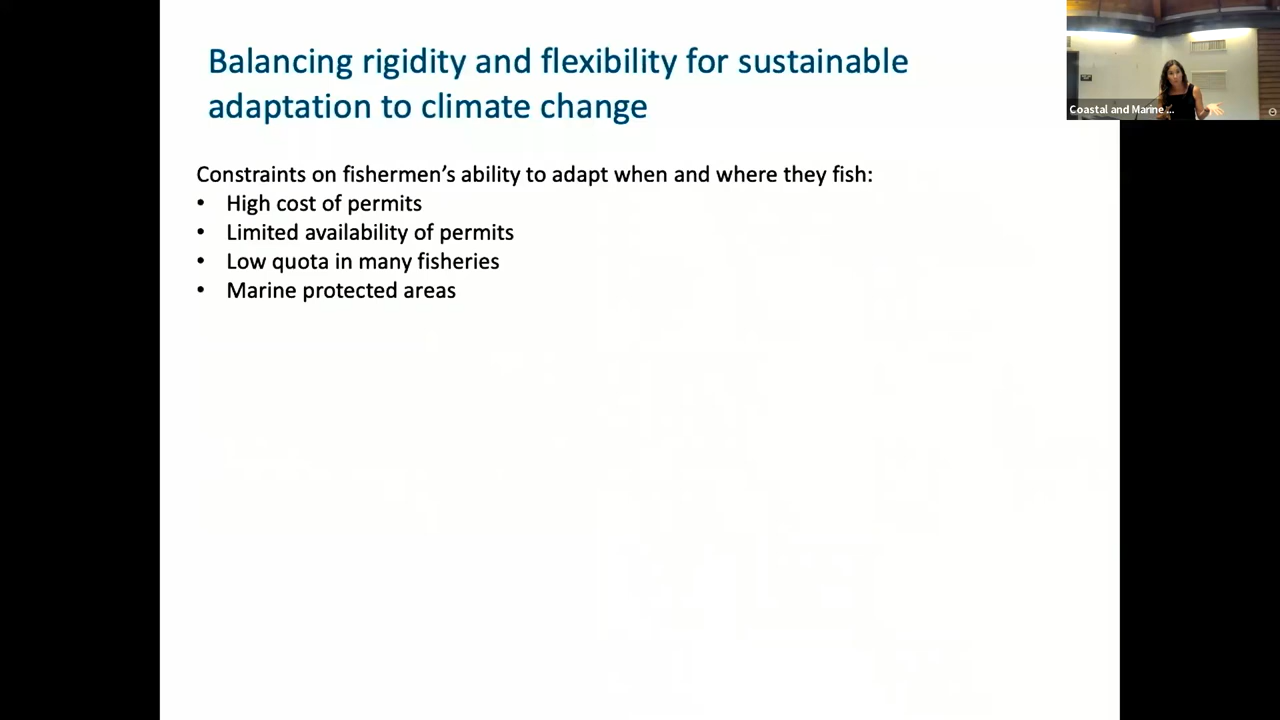 Balancing rigidity and flexibility for sustainable
adaptation to climate change
Coastal and Marine ...
Constraints on fishermen’s ability to adapt when and where they fish:
• High cost of permits
• Limited availability of permits
• Low quota in many fisheries
• Marine protected areas